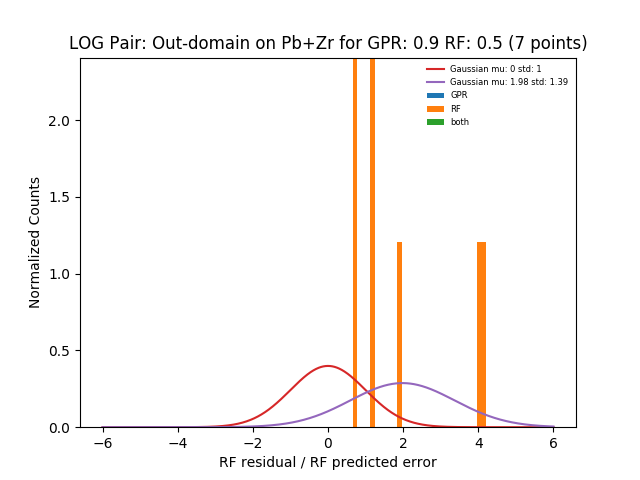 LOG Pair: Out-domain on Pb+Zr for GPR: 0.9 RF: 0.5 (7 points)
Gaussian mu: 0 std: 1
Gaussian mu: 1.98 std: 1.39
GPR
RF
both
Normalized Counts
2.0
1.5
1.0
0.5
0.0
−6 −4 −2 0 2 4 6
RF residual / RF predicted error